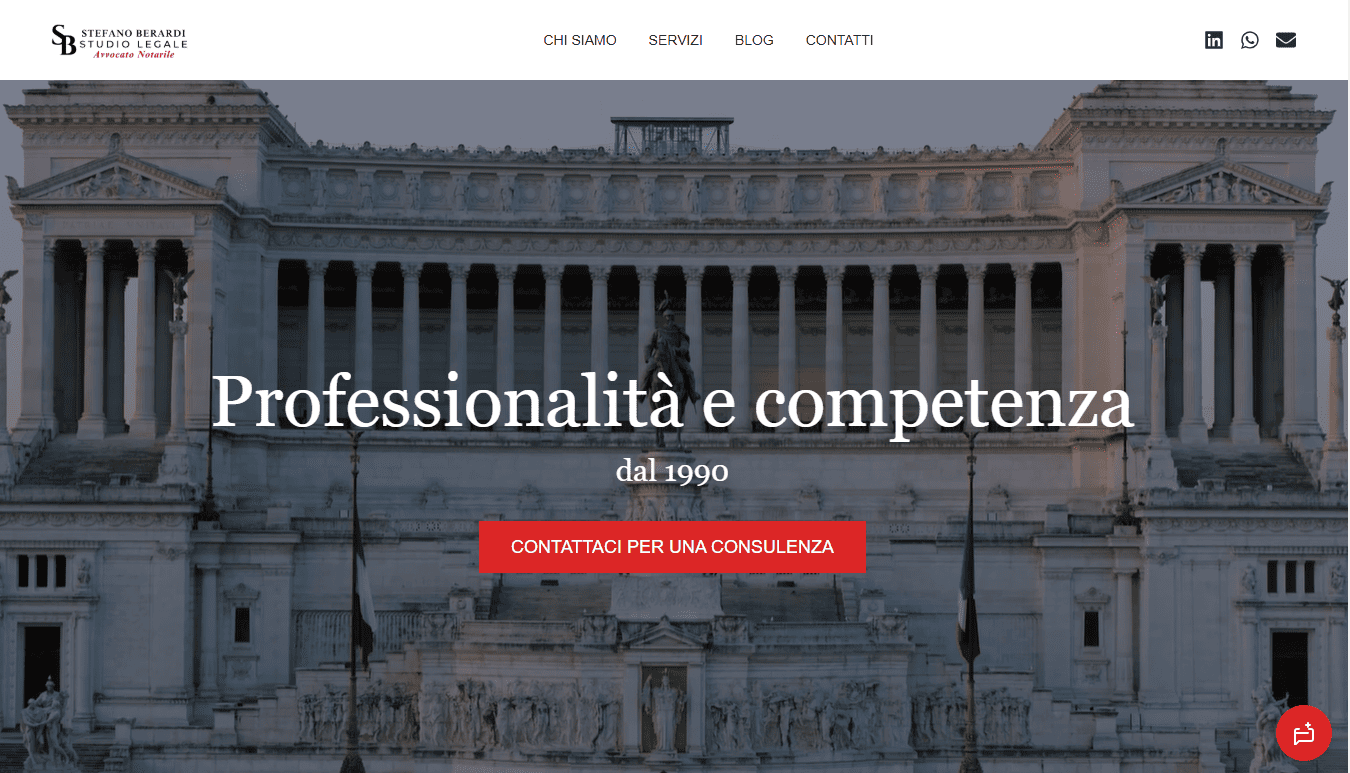 SB
STEFANO BERARDI
STUDIO LEGALE
Avvocato Notarile
CHI SIAMO
SERVIZI
BLOG
CONTATTI
in
Professionalità e competenza
dal 1990
CONTATTACI PER UNA CONSULENZA